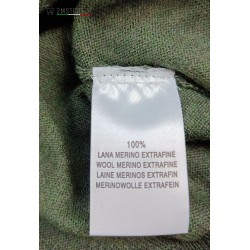 100%
LANA MERINO EXTRAFINE
WOOL MERINO EXTRAFINE
LAINE MERINOS EXTRAFIN
MERINOWOLLE EXTRAFEIN